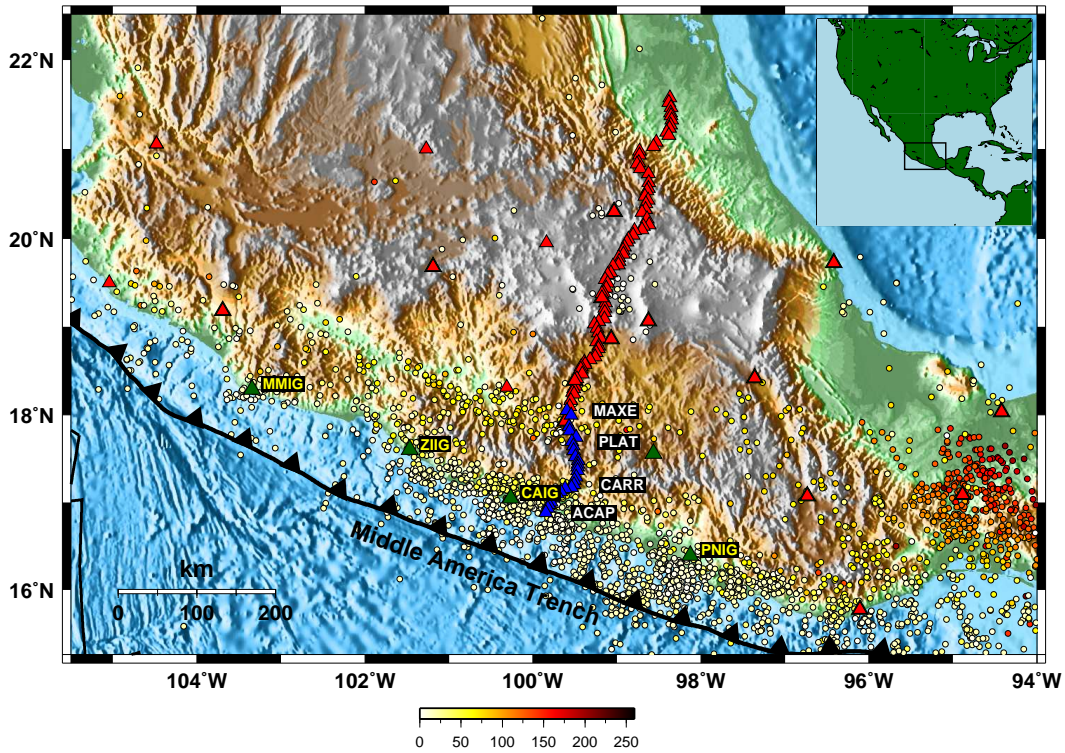 22°N
20°N
18°N
16°N
MMIG
ZIIG
CAIG
PNIG
MAXE
PLAT
CARR
ACAP
Middle America Trench
km
0 100 200
104°W 102°W 100°W 98°W 96°W 94°W
0 50 100 150 200 250